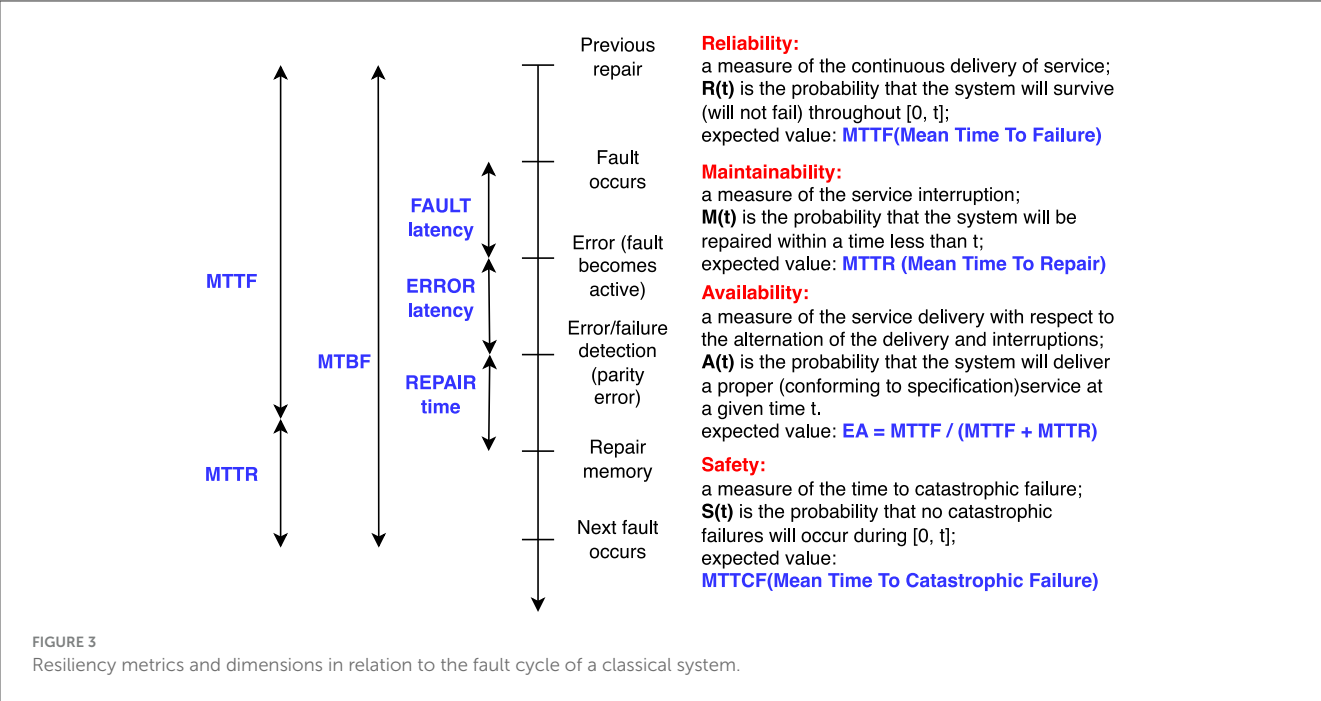 Previous
repair
Fault
occurs
Error (fault
becomes
active)
Error/failure
detection
(parity
error)
Repair
memory
Next fault
occurs
FAULT
latency
ERROR
latency
REPAIR
time
MTTF
MTBF
MTTR
Reliability:
a measure of the continuous delivery of service;
R(t) is the probability that the system will survive
(will not fail) throughout [0, t];
expected value: MTTF(Mean Time To Failure)
Maintainability:
a measure of the service interruption;
M(t) is the probability that the system will be
repaired within a time less than t;
expected value: MTTR (Mean Time To Repair)
Availability:
a measure of the service delivery with respect to
the alternation of the delivery and interruptions;
A(t) is the probability that the system will deliver
a proper (conforming to specification)service at
a given time t.
expected value: EA = MTTF / (MTTF + MTTR)
Safety:
a measure of the time to catastrophic failure;
S(t) is the probability that no catastrophic
failures will occur during [0, t];
expected value:
MTTCF(Mean Time To Catastrophic Failure)
FIGURE 3
Resiliency metrics and dimensions in relation to the fault cycle of a classical system.